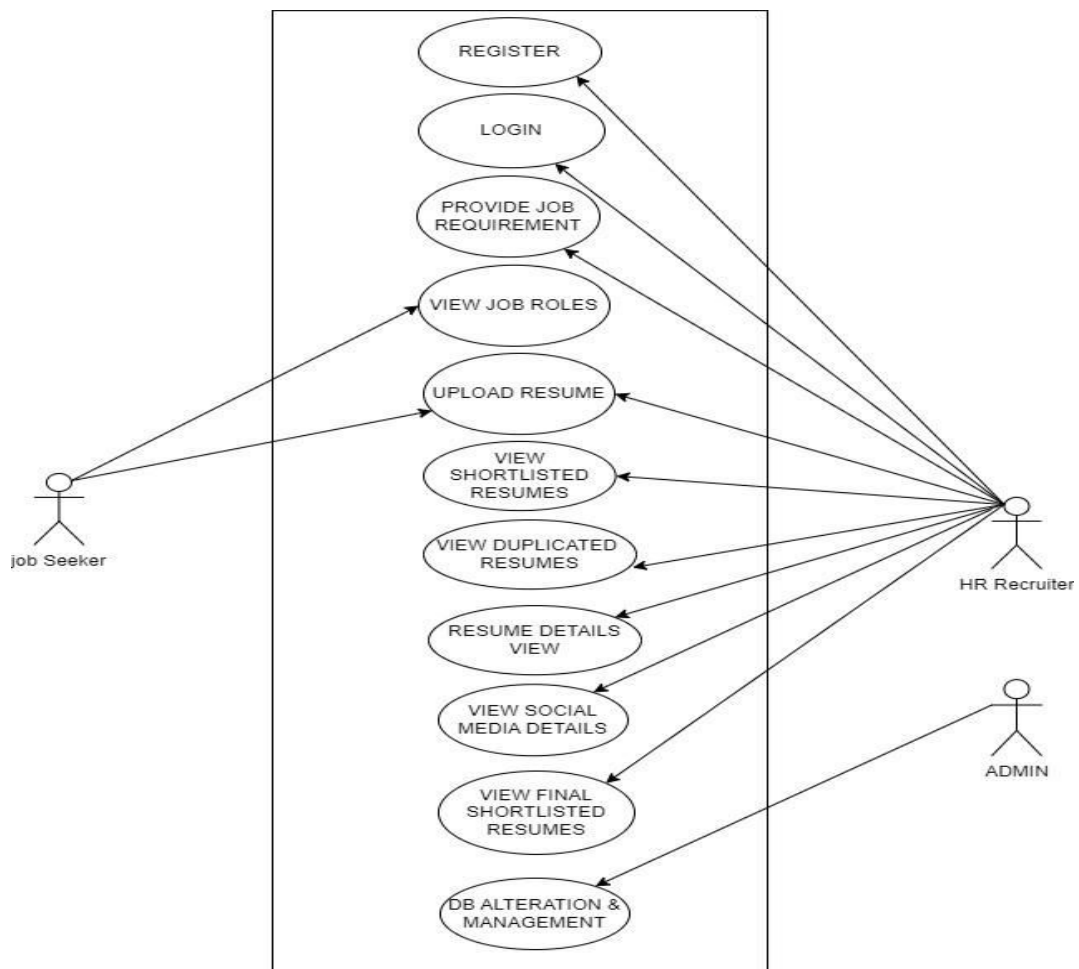 REGISTER
LOGIN
PROVIDE JOB
REQUIREMENT
VIEW JOB ROLES
UPLOAD RESUME
VIEW
SHORTLISTED
RESUMES
job Seeker
VIEW DUPLICATED
RESUMES
HR Recruiter
RESUME DETAILS
VIEW
VIEW SOCIAL
MEDIA DETAILS
ADMIN
VIEW FINAL
SHORTLISTED
RESUMES
DB ALTERATION &
MANAGEMENT